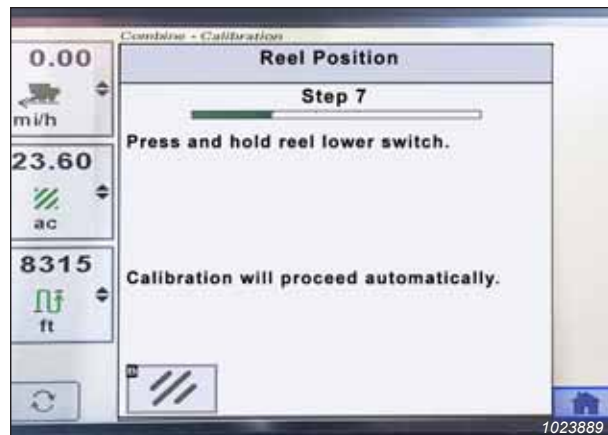 Combine - Calibration
Reel Position
Step 7
Press and hold reel lower switch.
Calibration will proceed automatically.
0.00
mi/h
23.60
ac
8315
ft
1023889